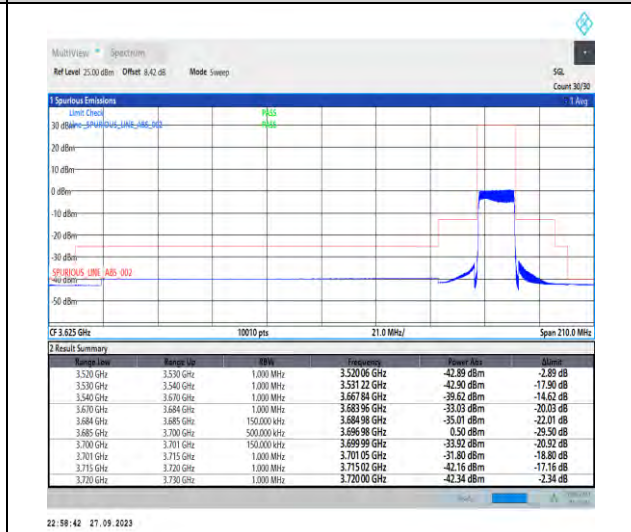 MultiView Spectrum
Ref Level 25.00 dBm Offset 8.42 dB Mode Sweep SGL
Count 30/30
1 Spurious Emissions 1 Avg
Limit Check PASS
30 dBm Line _SPURIOUS_LINE_ABS_002 PASS
20 dBm
10 dBm
0 dBm
-10 dBm
-20 dBm
-30 dBm
SPURIOUS_LINE_ABS_002
-40 dBm
-50 dBm
CF 3.625 GHz 10010 pts 21.0 MHz/ Span 210.0 MHz
2 Result Summary
Range Low Range Up RBW Frequency Power Abs ΔLimit
3.520 GHz 3.530 GHz 1.000 MHz 3.520 06 GHz -42.89 dBm -2.89 dB
3.530 GHz 3.540 GHz 1.000 MHz 3.531 22 GHz -42.90 dBm -17.90 dB
3.540 GHz 3.670 GHz 1.000 MHz 3.667 84 GHz -39.62 dBm -14.62 dB
3.670 GHz 3.684 GHz 1.000 MHz 3.683 96 GHz -33.03 dBm -20.03 dB
3.684 GHz 3.685 GHz 150.000 kHz 3.684 98 GHz -35.01 dBm -22.01 dB
3.685 GHz 3.700 GHz 500.000 kHz 3.696 98 GHz 0.50 dBm -29.50 dB
3.700 GHz 3.701 GHz 150.000 kHz 3.699 99 GHz -33.92 dBm -20.92 dB
3.701 GHz 3.715 GHz 1.000 MHz 3.701 05 GHz -31.80 dBm -18.80 dB
3.715 GHz 3.720 GHz 1.000 MHz 3.715 02 GHz -42.16 dBm -17.16 dB
3.720 GHz 3.730 GHz 1.000 MHz 3.720 00 GHz -42.34 dBm -2.34 dB
22:58:42 27.09.2023